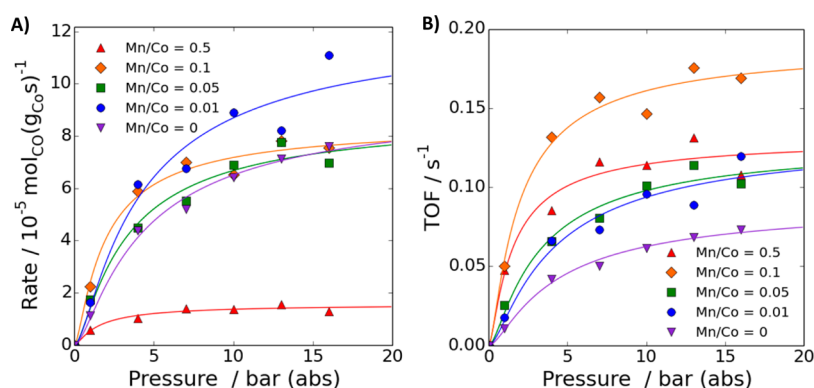 A)
Rate / 10⁻⁵ mol_CO(g_Co s)⁻¹
12
10
8
6
4
2
0
Mn/Co = 0.5
Mn/Co = 0.1
Mn/Co = 0.05
Mn/Co = 0.01
Mn/Co = 0
0 5 10 15 20
Pressure / bar (abs)
B)
TOF / s⁻¹
0.20
0.15
0.10
0.05
0.00
Mn/Co = 0.5
Mn/Co = 0.1
Mn/Co = 0.05
Mn/Co = 0.01
Mn/Co = 0
0 5 10 15 20
Pressure / bar (abs)